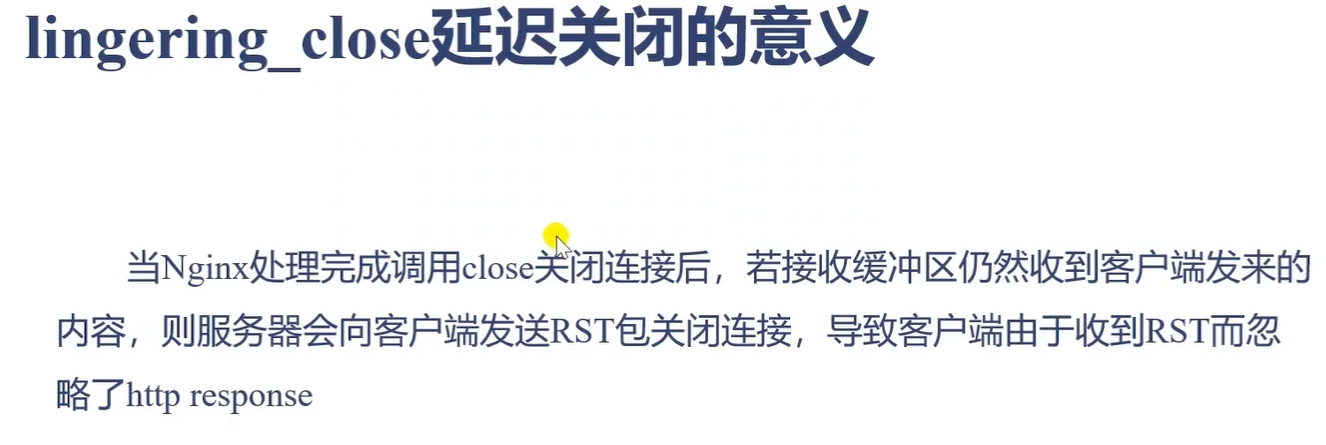 lingering_close延迟关闭的意义
当Nginx处理完成调用close关闭连接后，若接收缓冲区仍然收到客户端发来的
内容，则服务器会向客户端发送RST包关闭连接，导致客户端由于收到RST而忽
略了http response